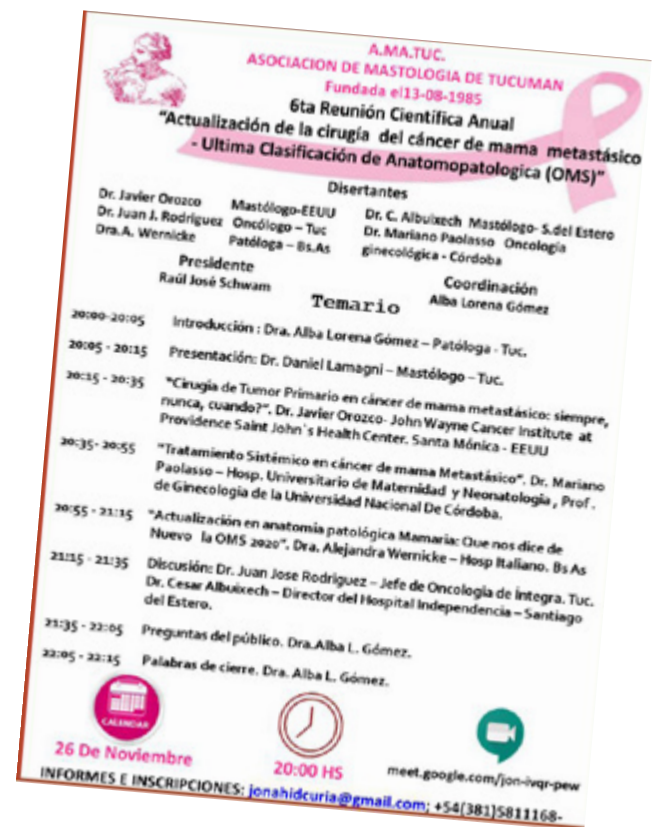 A.MA.TUC.
ASOCIACION DE MASTOLOGIA DE TUCUMAN
Fundada el13-08-1985
6ta Reunión Cientifica Anual
"Actualización de la cirugía del cáncer de mama metastásico
- Ultima Clasificación de Anatomopatologica (OMS)"
Disertantes
Dr. Javier Orozco Mastólogo-EEUU
Dr. Juan J. Rodriguez Oncólogo – Tuc
Dra.A. Wernicke Patóloga – Bs.As
Dr. C. Albuixech Mastólogo- S.del Estero
Dr. Mariano Paolasso Oncología
ginecológica - Córdoba
Presidente
Raúl José Schwam
Coordinación
Alba Lorena Gómez
Temario
20:00-20:05 Introducción : Dra. Alba Lorena Gómez – Patóloga - Tuc.
20:05 - 20:15 Presentación: Dr. Daniel Lamagni – Mastólogo – Tuc.
20:15 - 20:35 "Cirugía de Tumor Primario en cáncer de mama metastásico: siempre,
nunca, cuando?". Dr. Javier Orozco- John Wayne Cancer Institute at
Providence Saint John`s Health Center. Santa Mónica - EEUU
20:35- 20:55 "Tratamiento Sistémico en cáncer de mama Metastásico". Dr. Mariano
Paolasso – Hosp. Universitario de Maternidad y Neonatologia , Prof .
de Ginecología de la Universidad Nacional De Córdoba.
20:55 - 21:15 "Actualización en anatomia patológica Mamaria: Que nos dice de
Nuevo la OMS 2020". Dra. Alejandra Wernicke – Hosp Italiano. Bs As
21:15 - 21:35 Discusión: Dr. Juan Jose Rodriguez – Jefe de Oncologia de Íntegra. Tuc.
Dr. Cesar Albuixech – Director del Hospital Independencia – Santiago
del Estero.
21:35 - 22:05 Preguntas del público. Dra.Alba L. Gómez.
22:05 - 22:15 Palabras de cierre. Dra. Alba L. Gómez.
CALENDAR
26 De Noviembre
20:00 HS
meet.google.com/jon-ivqr-pew
INFORMES E INSCRIPCIONES: jonahidcuria@gmail.com; +54(381)5811168-